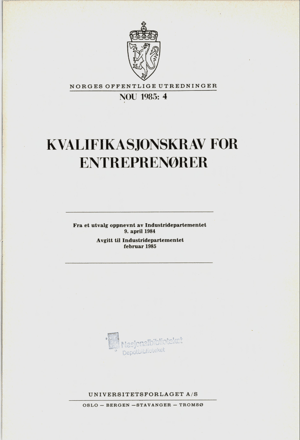 NORGES OFFENTLIGE UTREDNINGER
NOU 1985: 4
KVALIFIKASJONSKRAV FOR
ENTREPRENØRER
Fra et utvalg oppnevnt av Industridepartementet
9. april 1984
Avgitt til Industridepartementet
februar 1985
Nasjonalbiblioteket
UNIVERSITETSFORLAGET A/S
OSLO – BERGEN –STAVANGER – TROMSØ